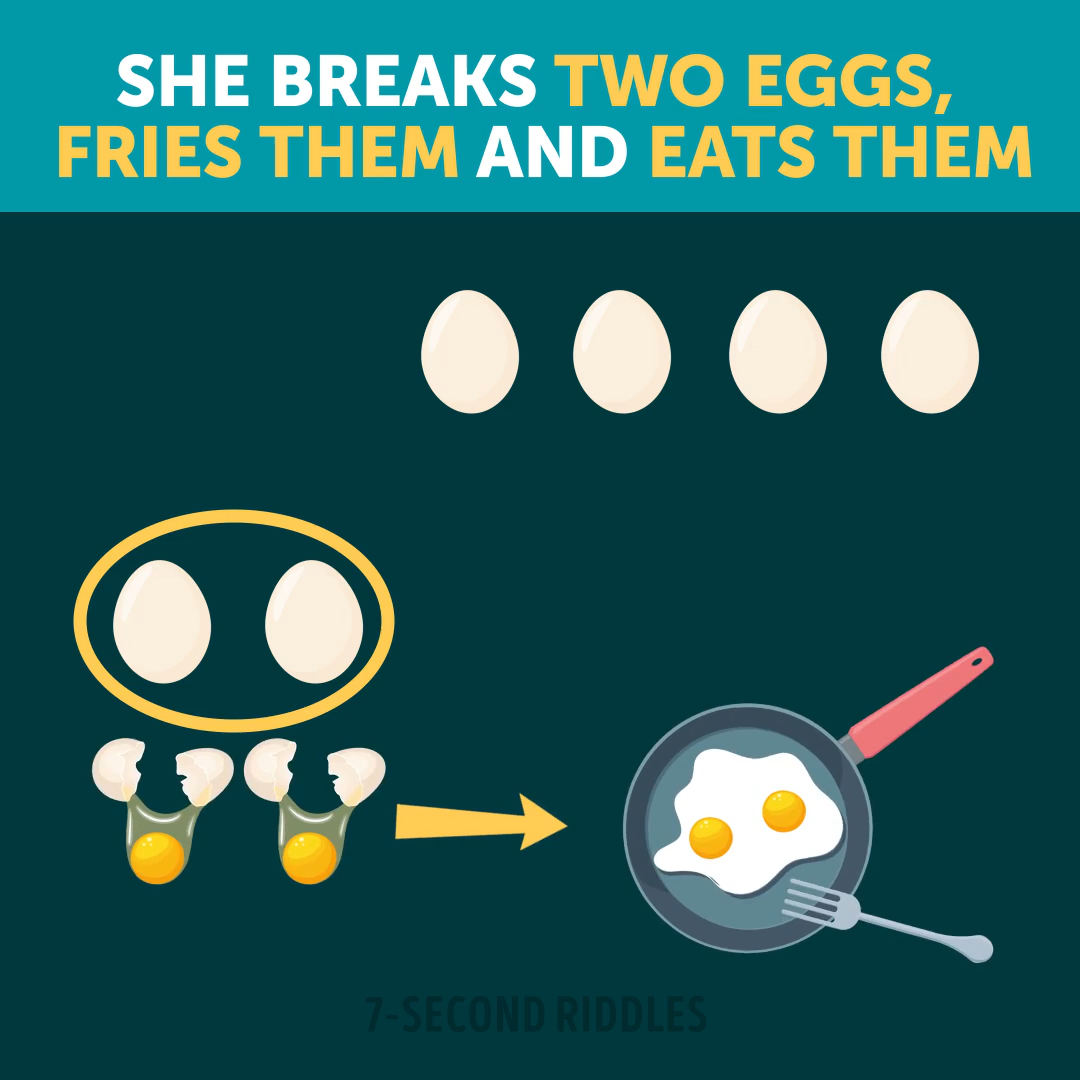 SHE BREAKS TWO EGGS,
FRIES THEM AND EATS THEM
7-SECOND RIDDLES